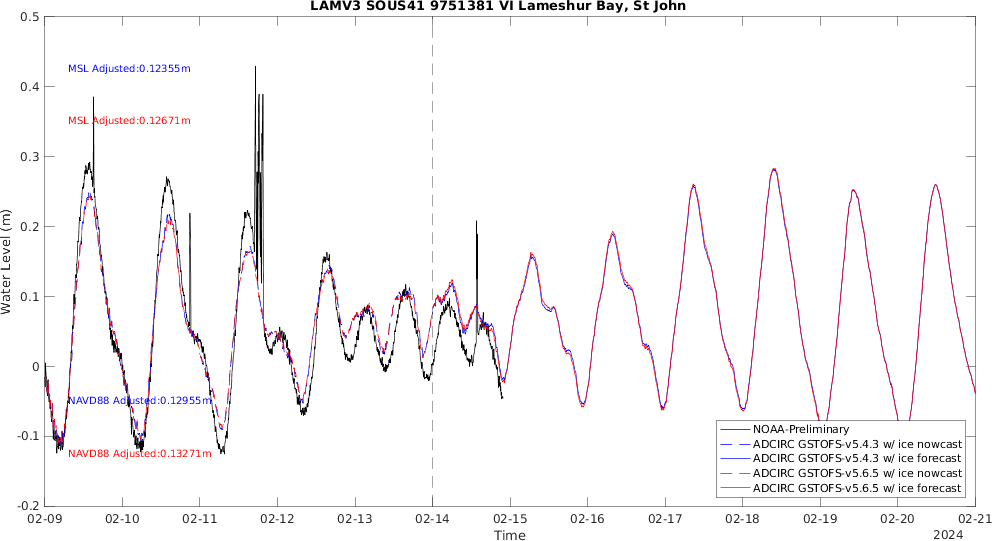 LAMV3 SOUS41 9751381 VI Lameshur Bay, St John
0.5
0.4
0.3
0.2
0.1
0
-0.1
-0.2
Water Level (m)
MSL Adjusted:0.12355m
MSL Adjusted:0.12671m
NAVD88 Adjusted:0.12955m
NAVD88 Adjusted:0.13271m
NOAA-Preliminary
ADCIRC GSTOFS-v5.4.3 w/ ice nowcast
ADCIRC GSTOFS-v5.4.3 w/ ice forecast
ADCIRC GSTOFS-v5.6.5 w/ ice nowcast
ADCIRC GSTOFS-v5.6.5 w/ ice forecast
02-09 02-10 02-11 02-12 02-13 02-14 02-15 02-16 02-17 02-18 02-19 02-20 02-21
Time
2024